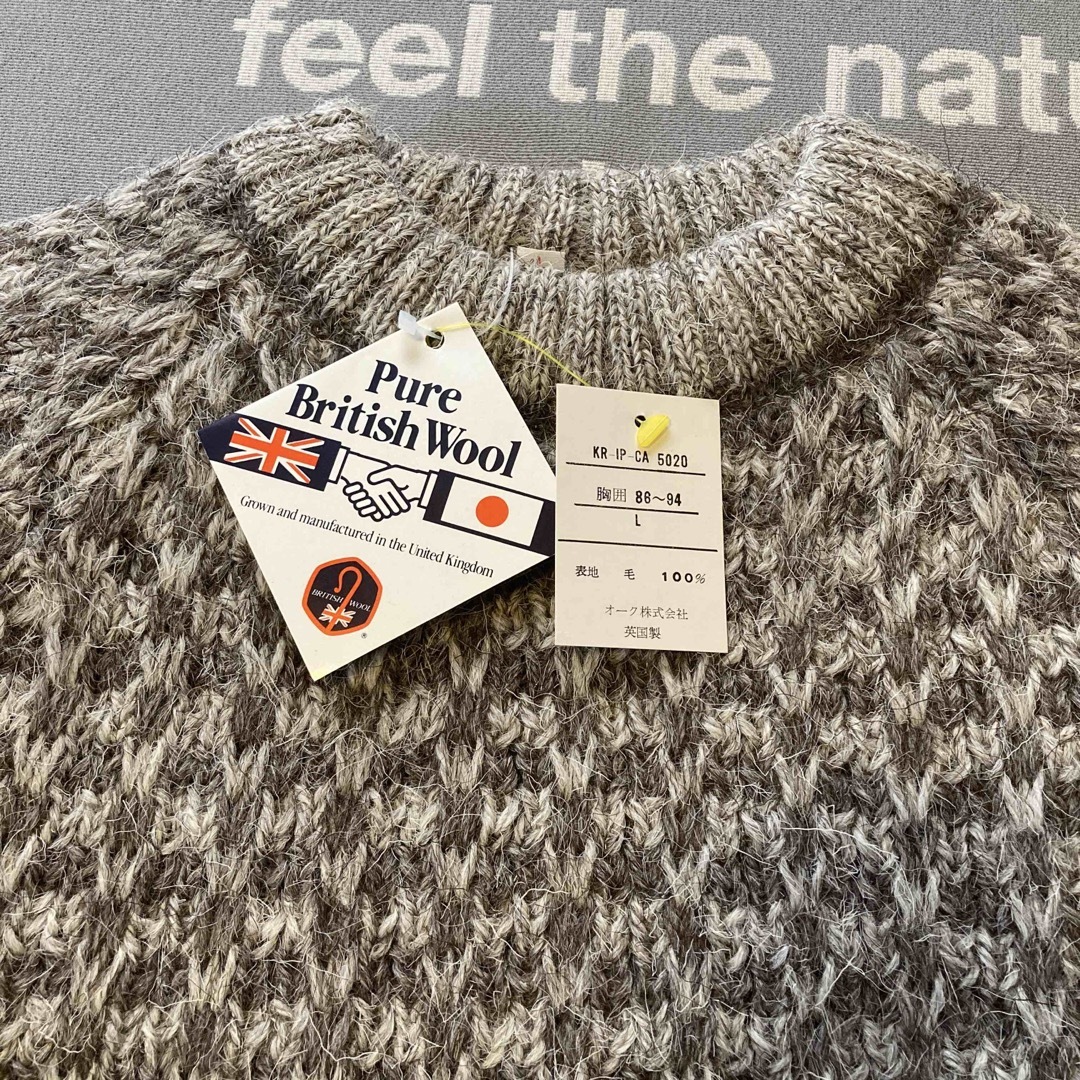 feel the natu
Pure
British Wool
Grown and manufactured in the United Kingdom
BRITISH WOOL
®
KR-IP-CA 5020
胸囲 86～94
L
表地 毛 100%
オーク株式会社
英国製